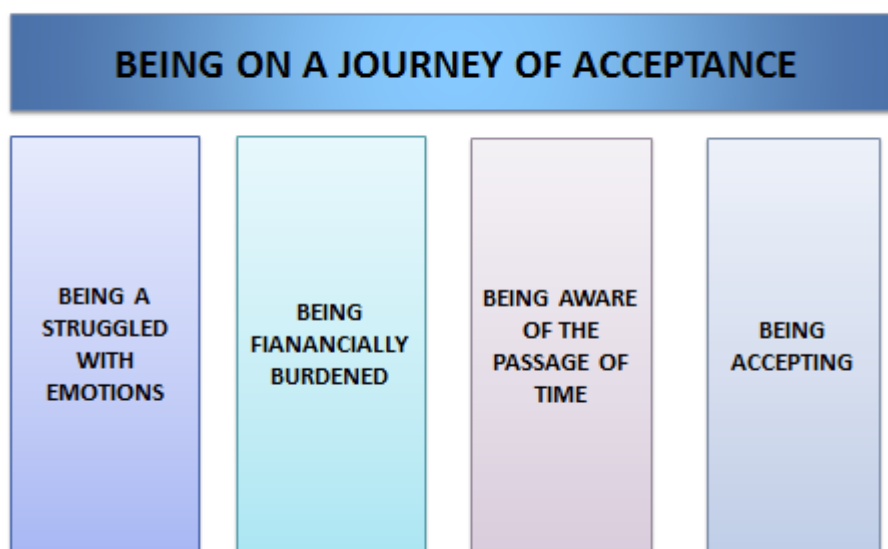 BEING ON A JOURNEY OF ACCEPTANCE
BEING A
STRUGGLED
WITH
EMOTIONS
BEING
FIANANCIALLY
BURDENED
BEING AWARE
OF THE
PASSAGE OF
TIME
BEING
ACCEPTING